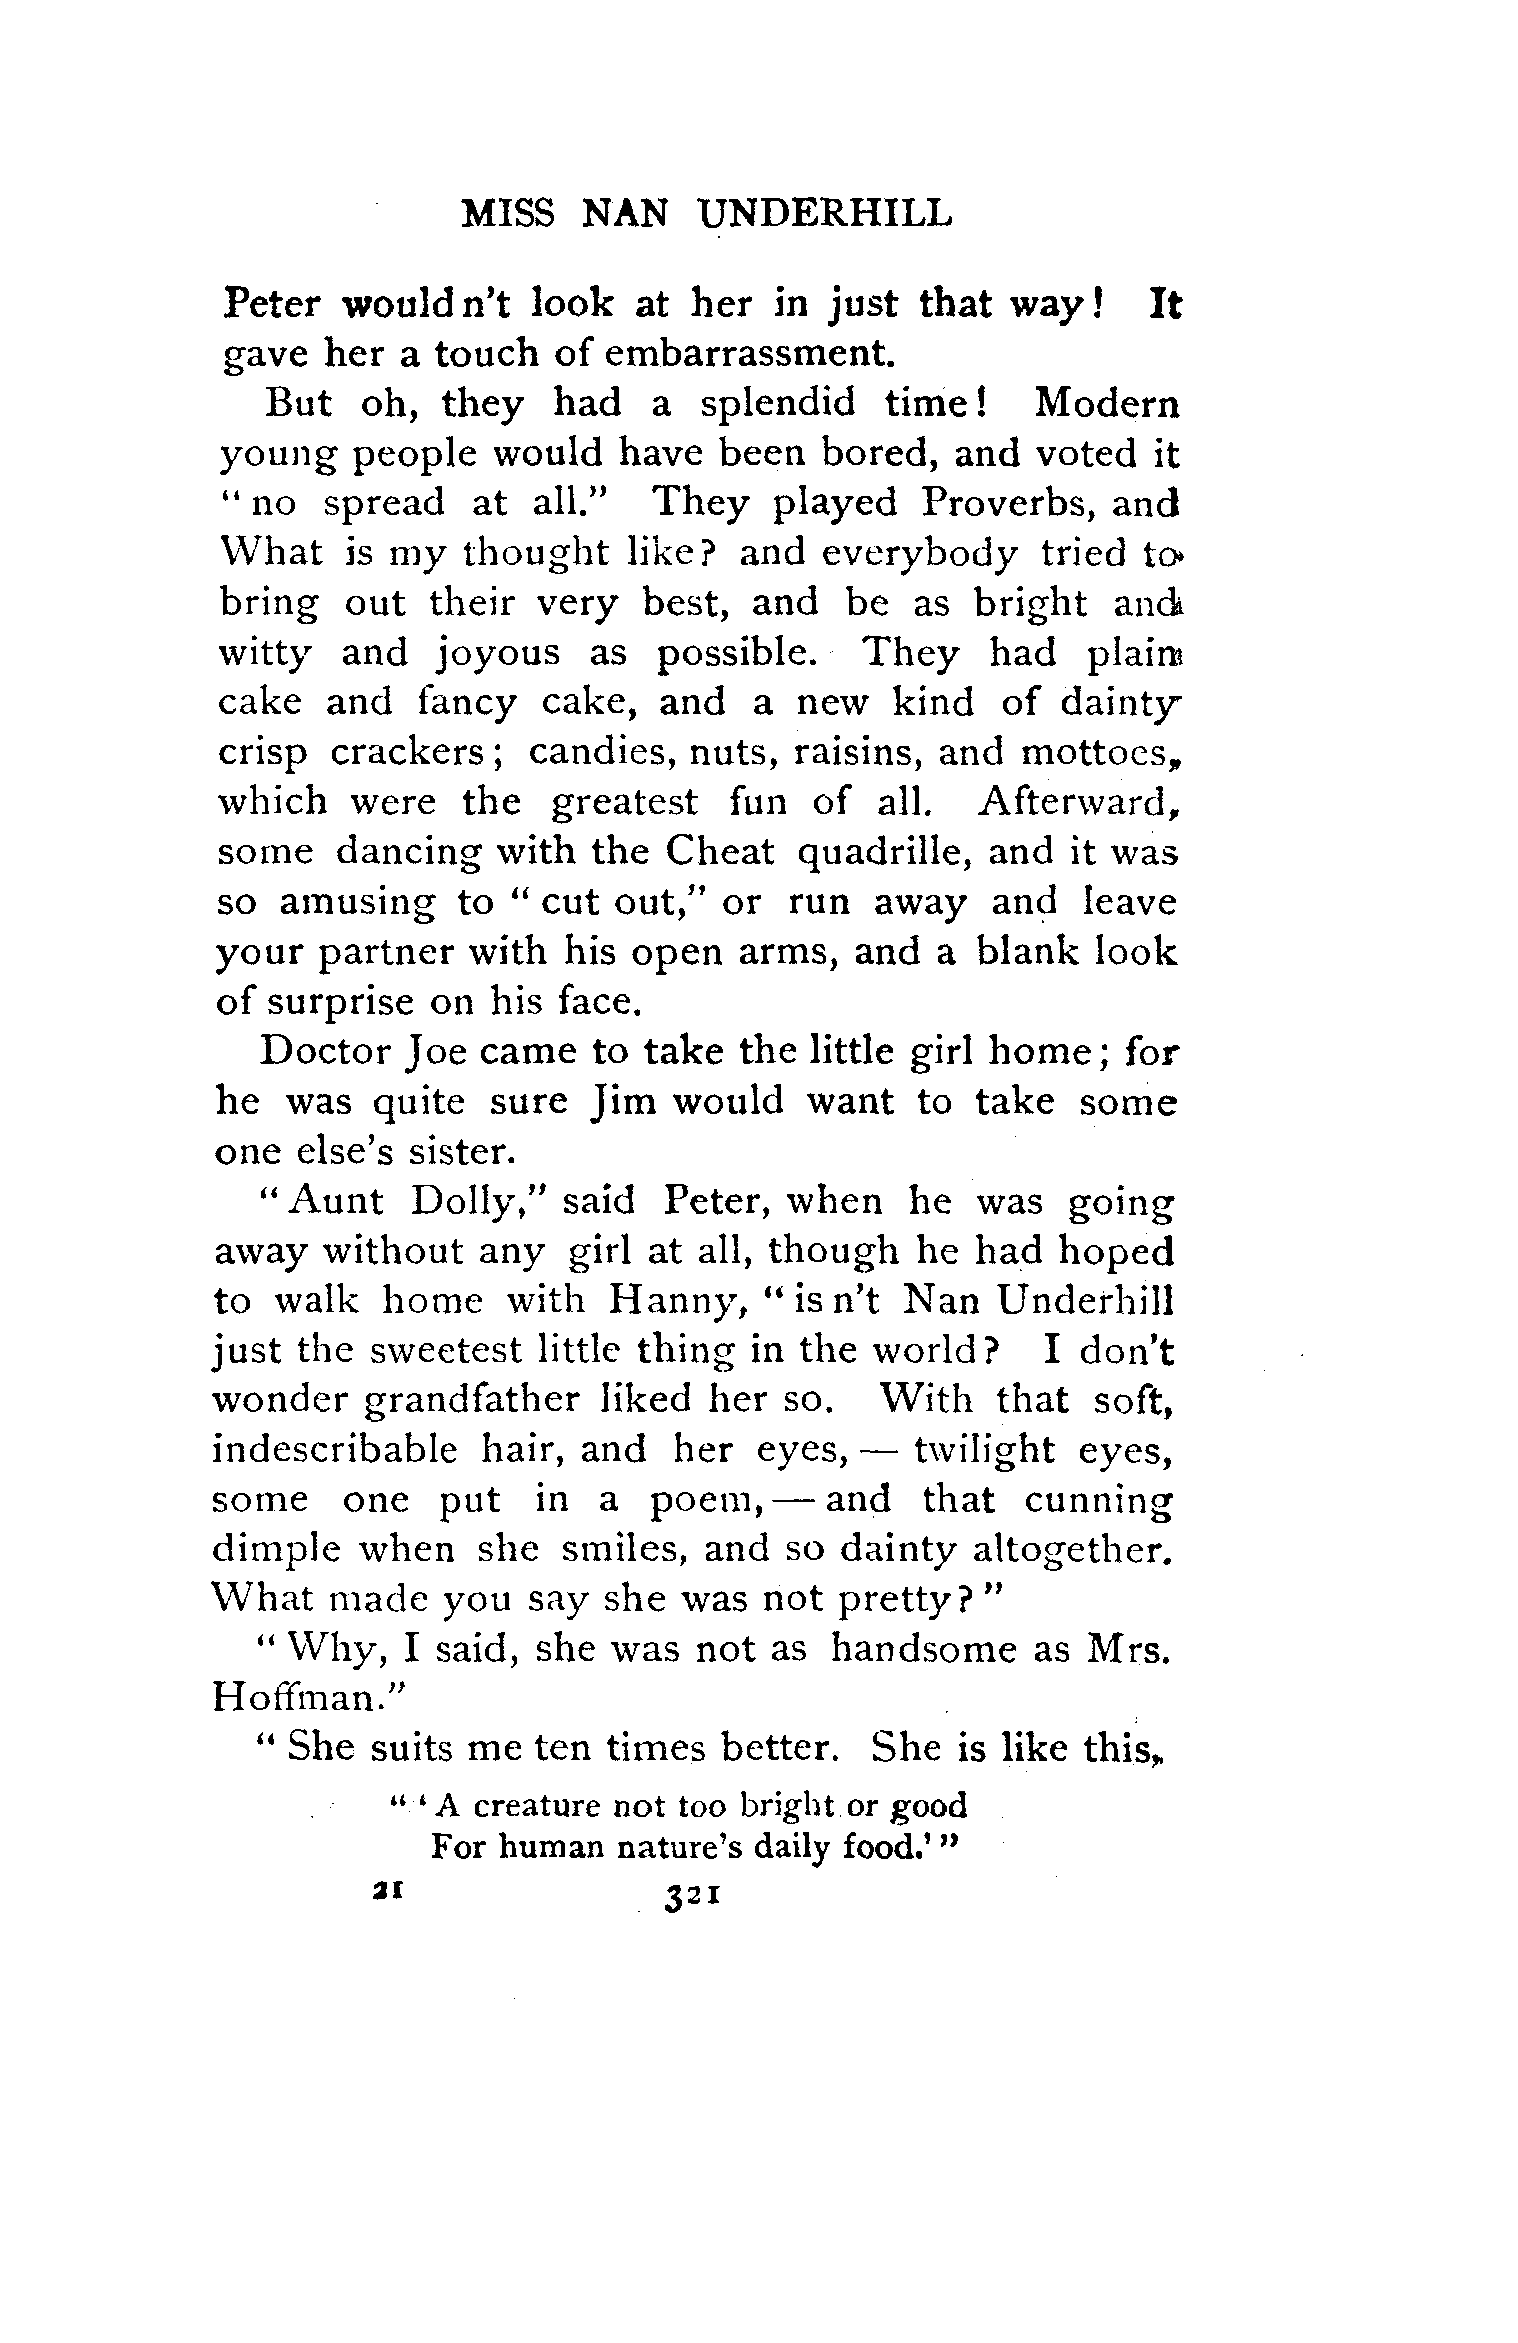 MISS NAN UNDERHILL
Peter wouldn't look at her in just that way! It
gave her a touch of embarrassment.
But oh, they had a splendid time! Modern
young people would have been bored, and voted it
"no spread at all." They played Proverbs, and
What is my thought like? and everybody tried to
bring out their very best, and be as bright and
witty and joyous as possible. They had plain
cake and fancy cake, and a new kind of dainty
crisp crackers; candies, nuts, raisins, and mottoes,
which were the greatest fun of all. Afterward,
some dancing with the Cheat quadrille, and it was
so amusing to "cut out," or run away and leave
your partner with his open arms, and a blank look
of surprise on his face.
Doctor Joe came to take the little girl home; for
he was quite sure Jim would want to take some
one else's sister.
"Aunt Dolly," said Peter, when he was going
away without any girl at all, though he had hoped
to walk home with Hanny, "is n't Nan Underhill
just the sweetest little thing in the world? I don't
wonder grandfather liked her so. With that soft,
indescribable hair, and her eyes,— twilight eyes,
some one put in a poem,— and that cunning
dimple when she smiles, and so dainty altogether.
What made you say she was not pretty?"
"Why, I said, she was not as handsome as Mrs.
Hoffman."
"She suits me ten times better. She is like this,
"'A creature not too bright or good
For human nature's daily food.'"
21 321